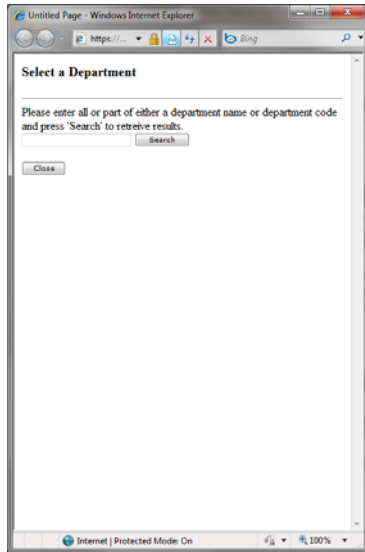 Untitled Page - Windows Internet Explorer
https://...
Bing
Select a Department
Please enter all or part of either a department name or department code
and press 'Search' to retreive results.
Search
Close
Internet | Protected Mode: On
100%